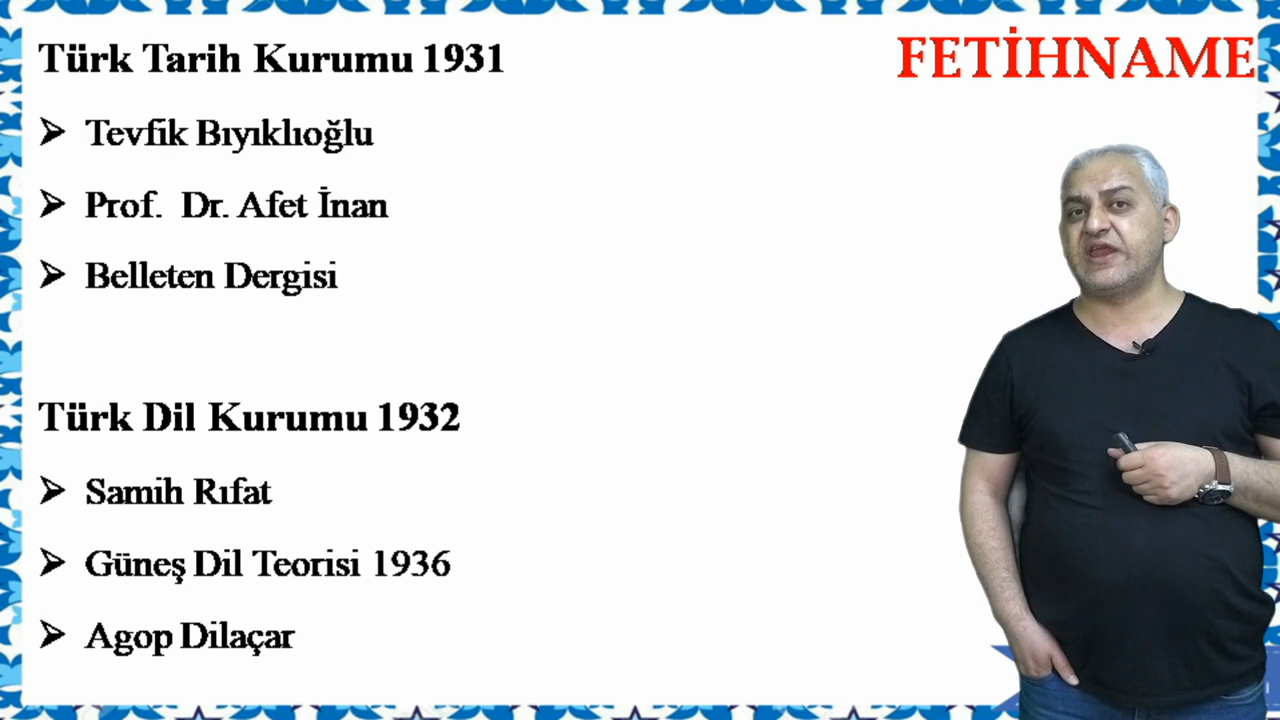 Türk Tarih Kurumu 1931
FETİHNAME
➢ Tevfik Bıyıklıoğlu
➢ Prof. Dr. Afet İnan
➢ Belleten Dergisi
Türk Dil Kurumu 1932
➢ Samih Rıfat
➢ Güneş Dil Teorisi 1936
➢ Agop Dilaçar